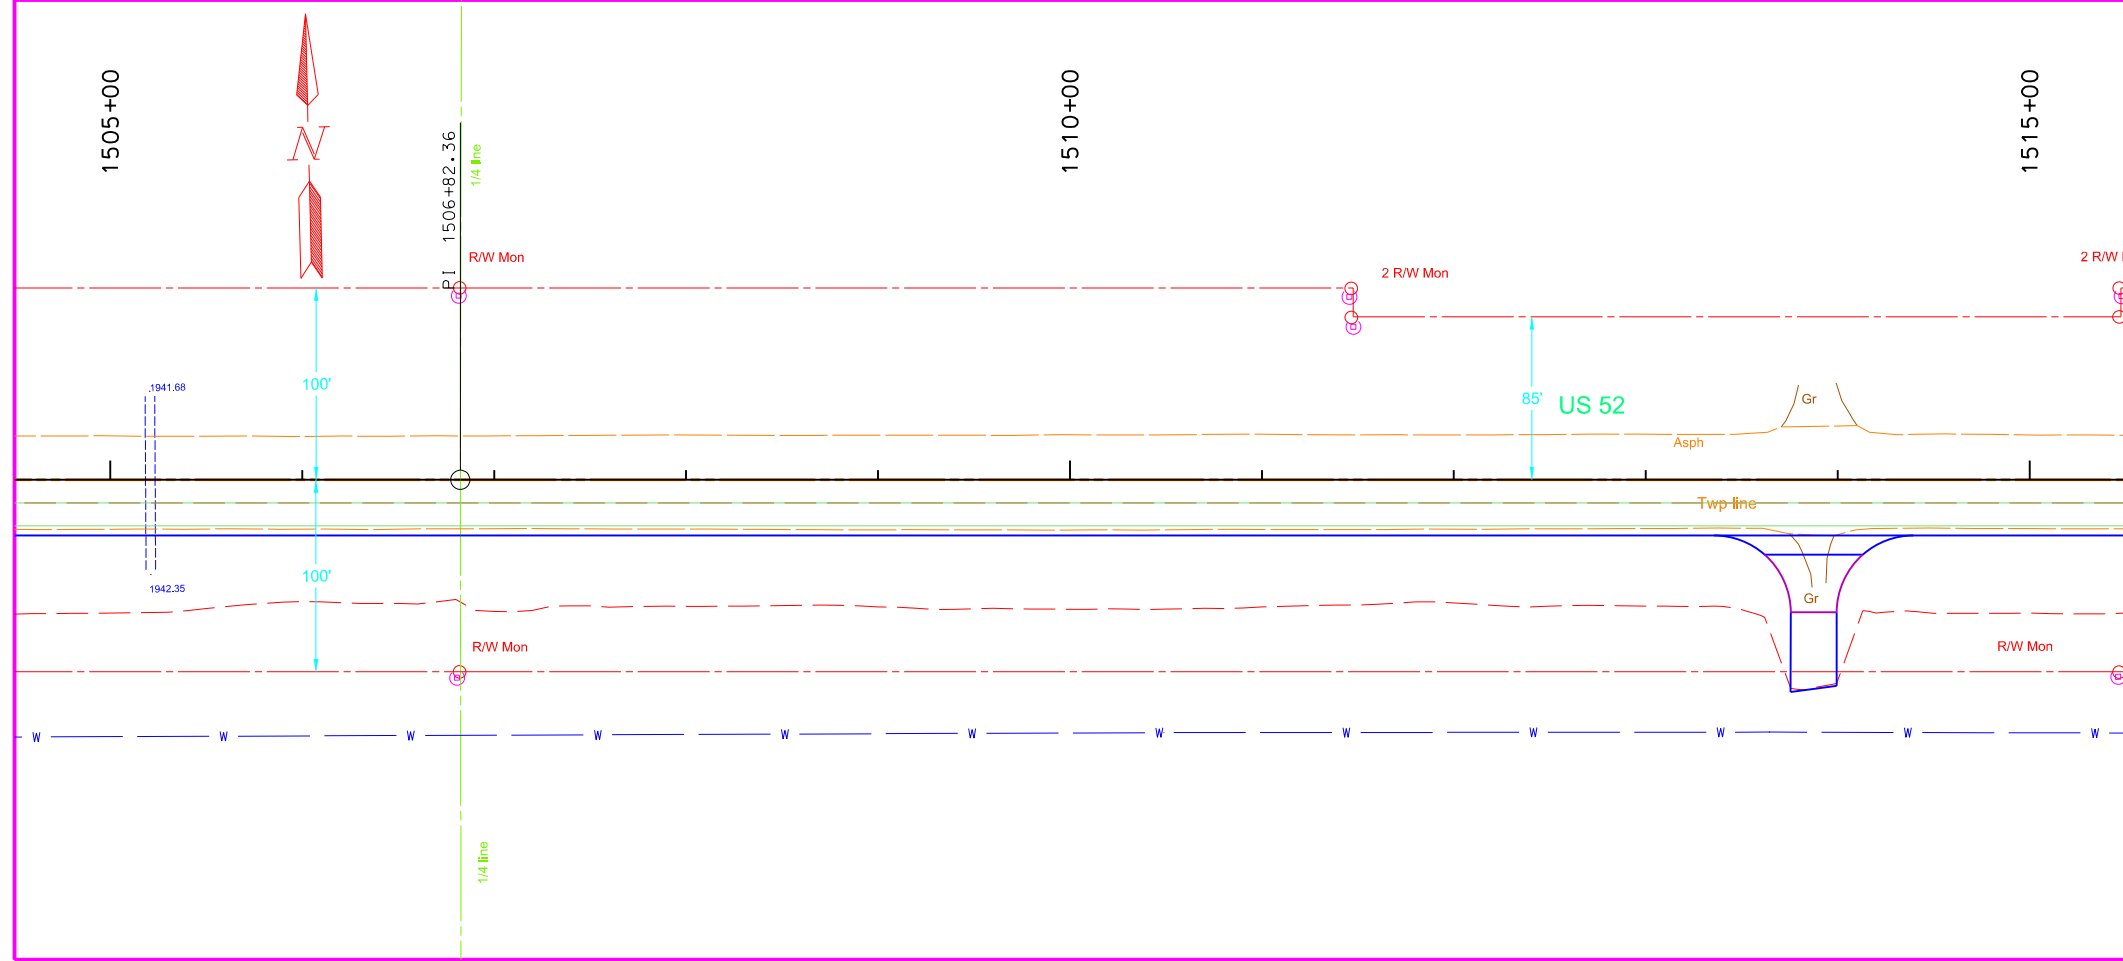 1505+00
N
PI 1506+82.36
1/4 line
1510+00
1515+00
R/W Mon
2 R/W Mon
2 R/W
1941.68
100'
85'
US 52
Gr
Asph
Twp line
100'
1942.35
Gr
R/W Mon
R/W Mon
W W W W W W W W W W W W
1/4 line